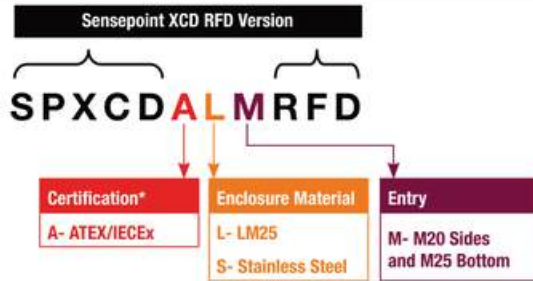 Sensepoint XCD RFD Version
SPXCDALMRFD
Certification*
A- ATEX/IECEx
Enclosure Material
L- LM25
S- Stainless Steel
Entry
M- M20 Sides
and M25 Bottom